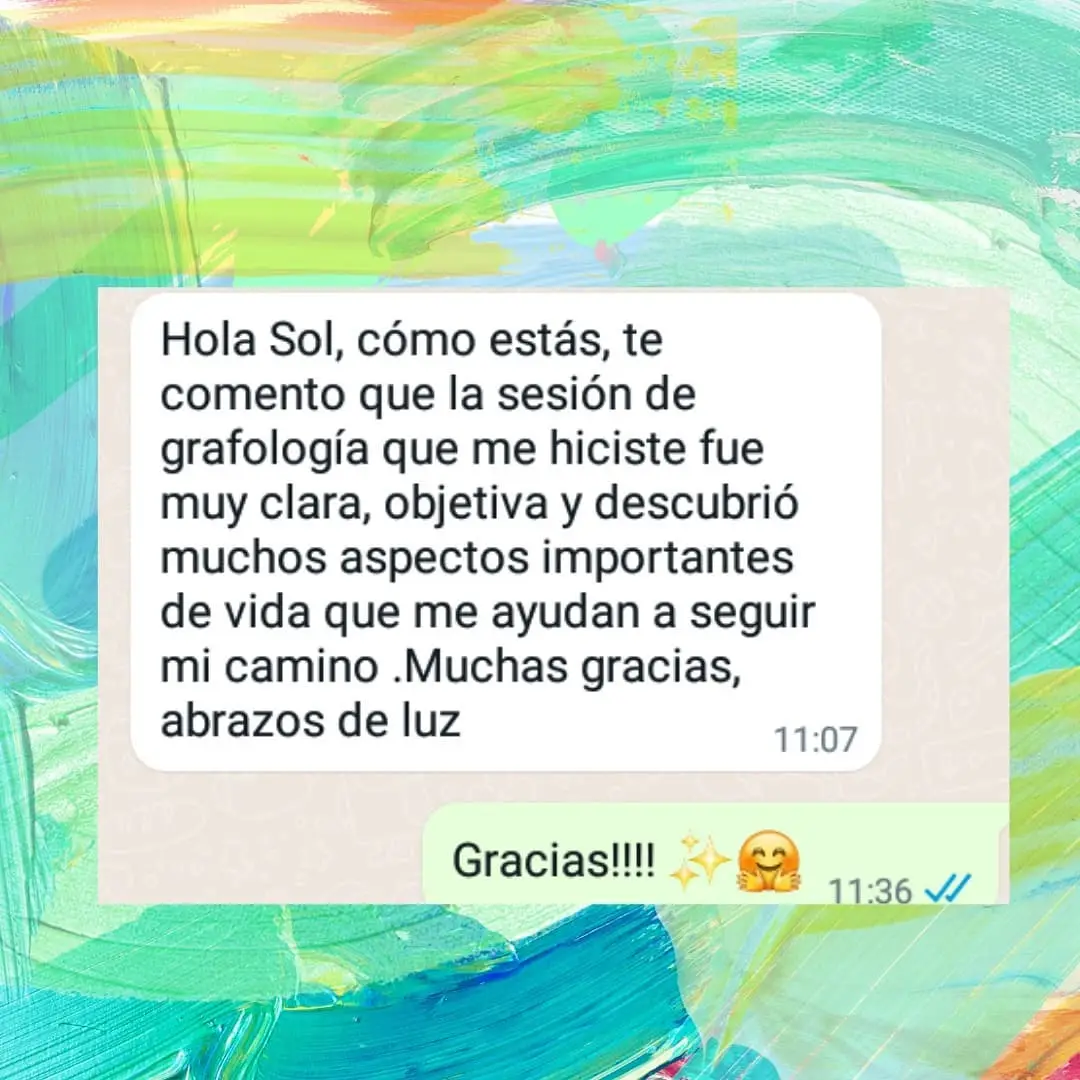 Hola Sol, cómo estás, te
comento que la sesión de
grafología que me hiciste fue
muy clara, objetiva y descubrió
muchos aspectos importantes
de vida que me ayudan a seguir
mi camino .Muchas gracias,
abrazos de luz
11:07
Gracias!!!! ✨🤗
11:36